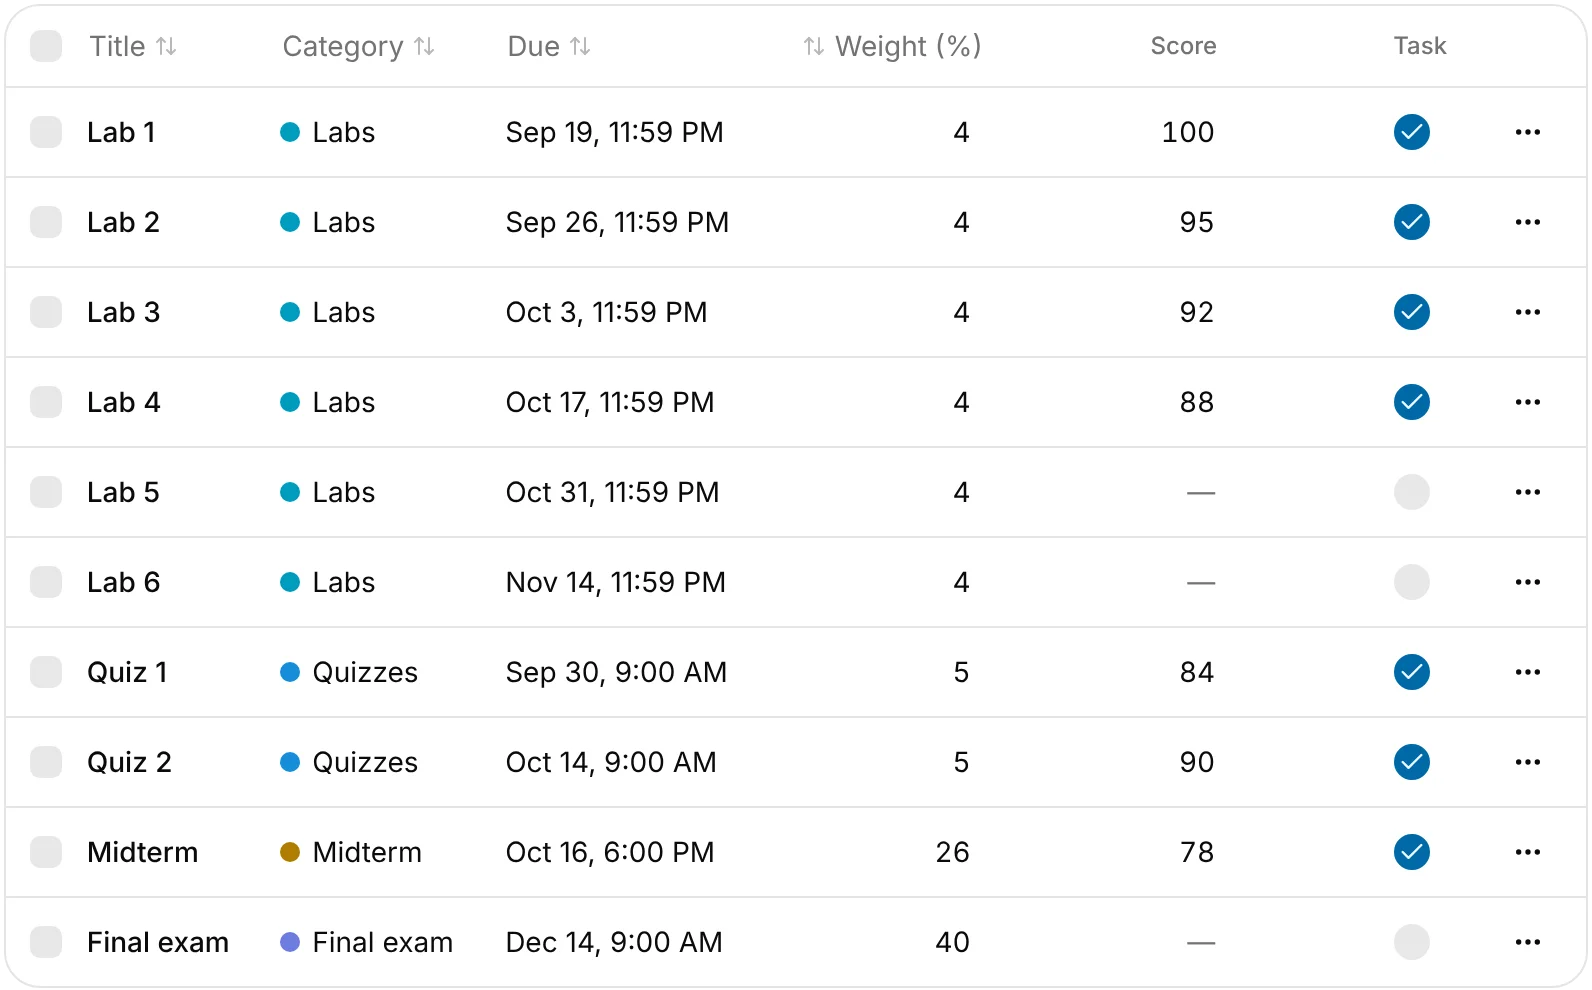 Title Category Due Weight (%) Score Task
Lab 1 Labs Sep 19, 11:59 PM 4 100
Lab 2 Labs Sep 26, 11:59 PM 4 95
Lab 3 Labs Oct 3, 11:59 PM 4 92
Lab 4 Labs Oct 17, 11:59 PM 4 88
Lab 5 Labs Oct 31, 11:59 PM 4 —
Lab 6 Labs Nov 14, 11:59 PM 4 —
Quiz 1 Quizzes Sep 30, 9:00 AM 5 84
Quiz 2 Quizzes Oct 14, 9:00 AM 5 90
Midterm Midterm Oct 16, 6:00 PM 26 78
Final exam Final exam Dec 14, 9:00 AM 40 —